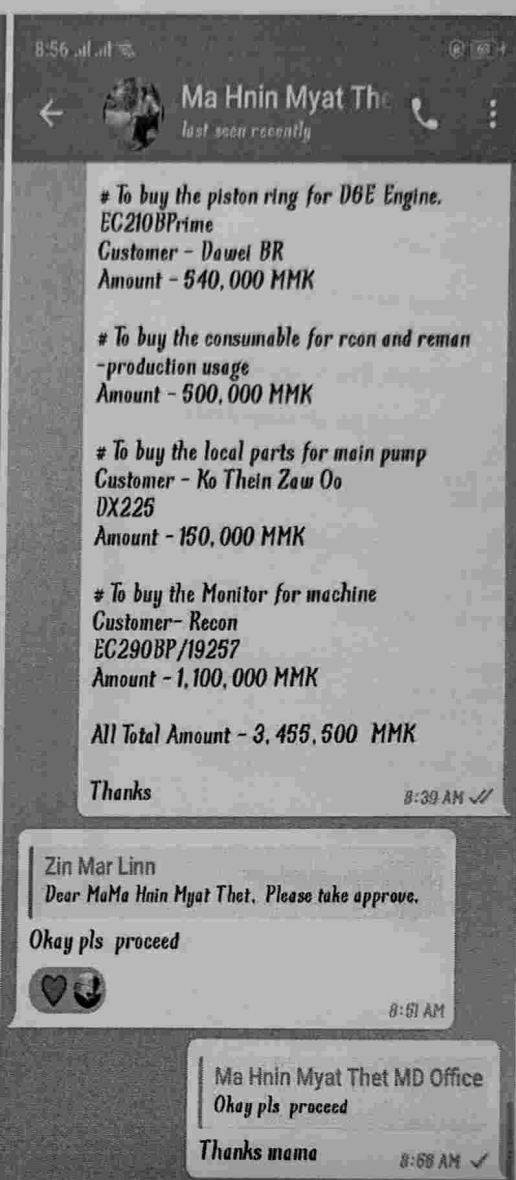 8:56
Ma Hnin Myat The
last seen recently
# To buy the piston ring for D6E Engine.
EC210BPrime
Customer - Dawei BR
Amount - 540,000 MMK
# To buy the consumable for rcon and reman
-production usage
Amount - 500,000 MMK
# To buy the local parts for main pump
Customer - Ko Thein Zaw Oo
DX225
Amount - 150,000 MMK
# To buy the Monitor for machine
Customer- Recon
EC290BP/19257
Amount - 1,100,000 MMK
All Total Amount - 3,455,500 MMK
Thanks
8:39 AM
Zin Mar Linn
Dear MaMa Hnin Myat Thet, Please take approve.
Okay pls proceed
8:51 AM
Ma Hnin Myat Thet MD Office
Okay pls proceed
Thanks mama
8:58 AM